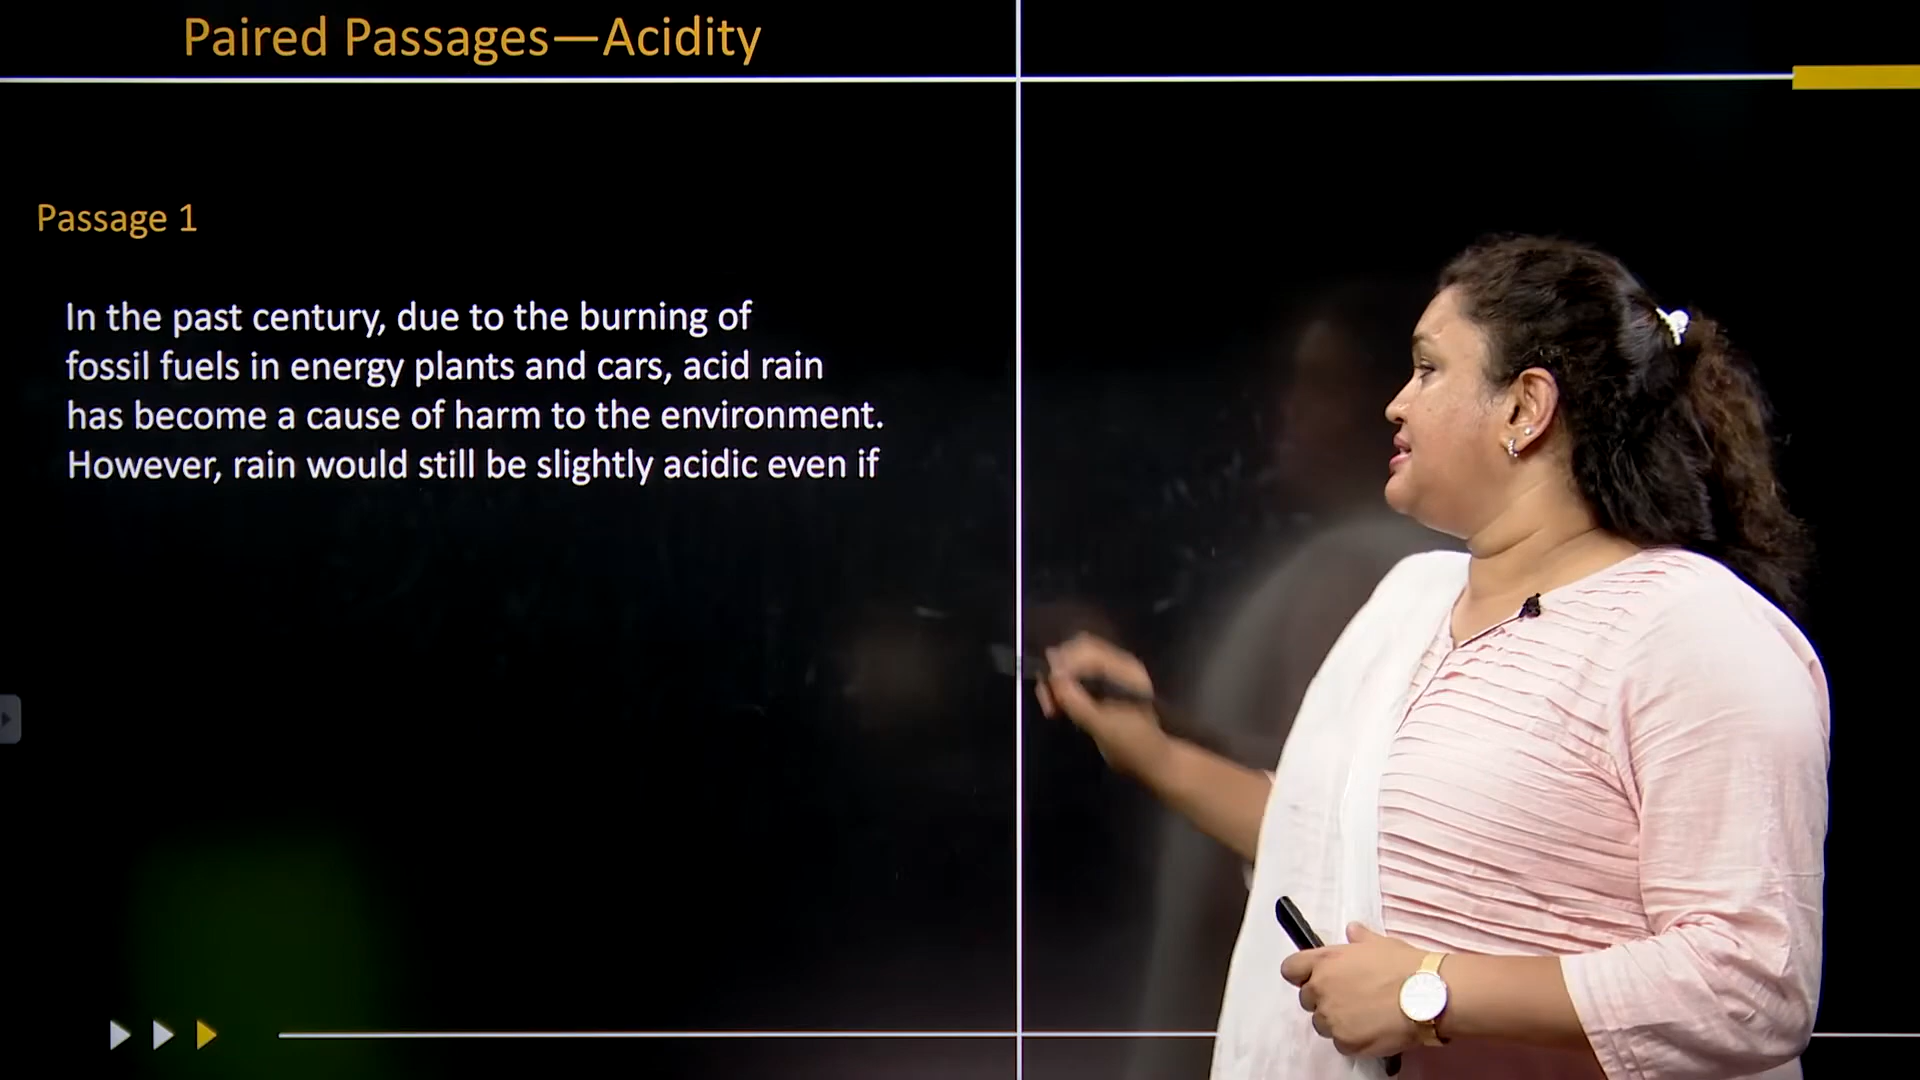 Paired Passages—Acidity
Passage 1
In the past century, due to the burning of
fossil fuels in energy plants and cars, acid rain
has become a cause of harm to the environment.
However, rain would still be slightly acidic even if